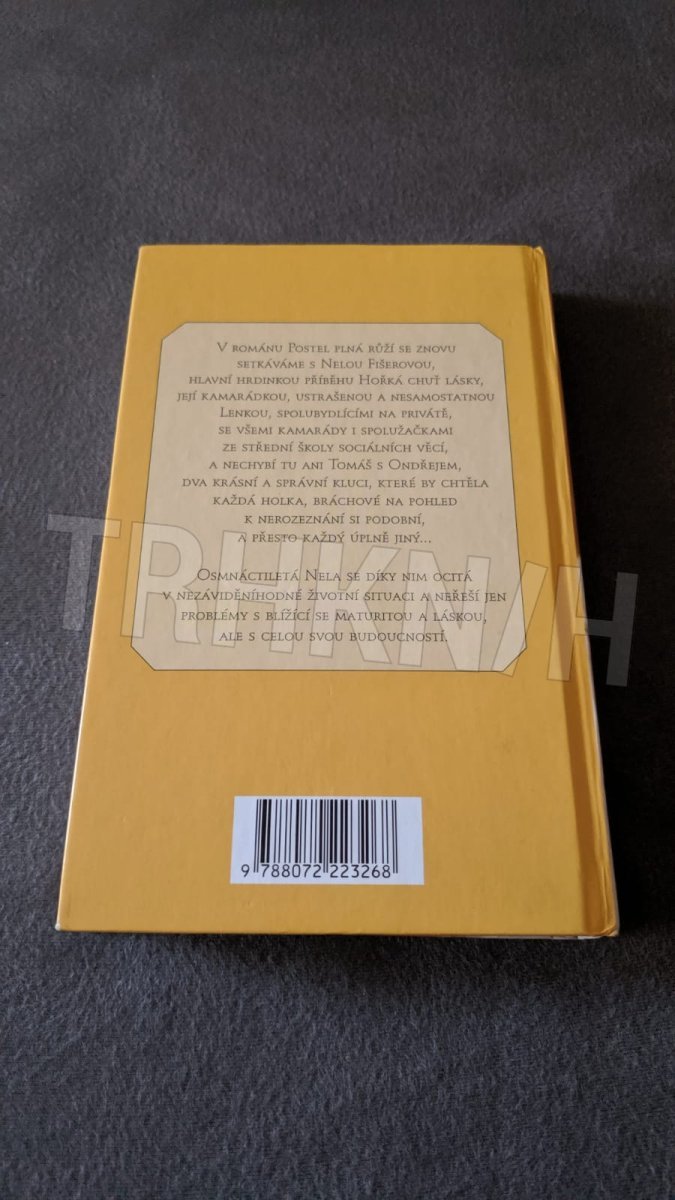 V ROMÁNU POSTEL PLNÁ RŮŽÍ SE ZNOVU
SETKÁVÁME S NELOU FIŠEROVOU,
HLAVNÍ HRDINKOU PŘÍBĚHU HOŘKÁ CHUŤ LÁSKY,
JEJÍ KAMARÁDKOU, USTRAŠENOU A NESAMOSTATNOU
LENKOU, SPOLUBYDLÍCÍMI NA PRIVÁTĚ,
SE VŠEMI KAMARÁDY I SPOLUŽAČKAMI
ZE STŘEDNÍ ŠKOLY SOCIÁLNÍCH VĚCÍ,
A NECHYBÍ TU ANI TOMÁŠ S ONDŘEJEM,
DVA KRÁSNÍ A SPRÁVNÍ KLUCI, KTERÉ BY CHTĚLA
KAŽDÁ HOLKA, BRÁCHOVÉ NA POHLED
K NEROZEZNÁNÍ SI PODOBNÍ,
A PŘESTO KAŽDÝ ÚPLNĚ JINÝ...
OSMNÁCTILETÁ NELA SE DÍKY NIM OCITÁ
V NEZÁVIDĚNÍHODNÉ ŽIVOTNÍ SITUACI A NEŘEŠÍ JEN
PROBLÉMY S BLÍŽÍCÍ SE MATURITOU A LÁSKOU,
ALE S CELOU SVOU BUDOUCNOSTÍ.
TRHKNIH
9 788072 223268